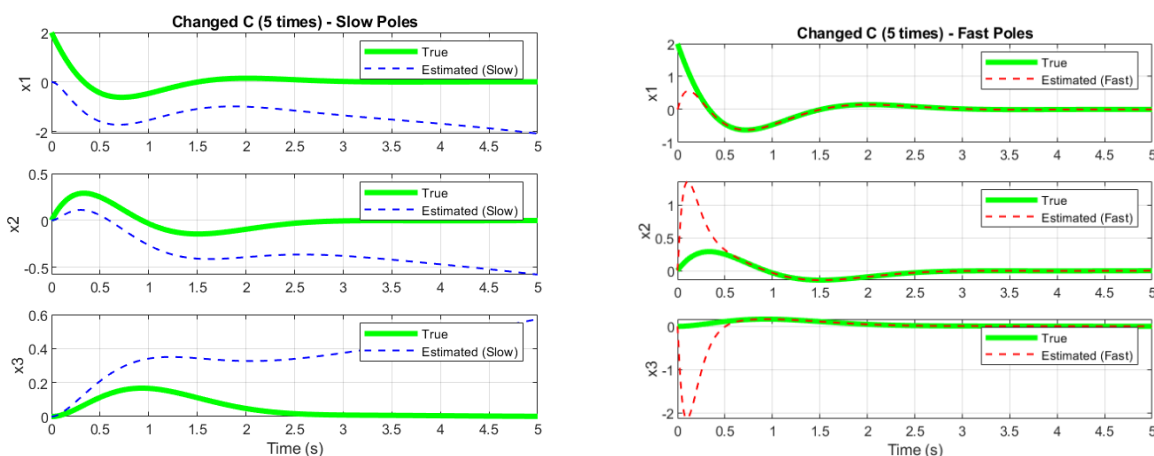 Changed C (5 times) - Slow Poles
2
0
-2
x1
True
Estimated (Slow)
0 0.5 1 1.5 2 2.5 3 3.5 4 4.5 5
0.5
0
-0.5
x2
True
Estimated (Slow)
0 0.5 1 1.5 2 2.5 3 3.5 4 4.5 5
0.6
0.4
0.2
0
x3
True
Estimated (Slow)
0 0.5 1 1.5 2 2.5 3 3.5 4 4.5 5
Time (s)
Changed C (5 times) - Fast Poles
2
1
0
-1
x1
True
Estimated (Fast)
0 0.5 1 1.5 2 2.5 3 3.5 4 4.5 5
2
1
0.5
0
x2
True
Estimated (Fast)
0 0.5 1 1.5 2 2.5 3 3.5 4 4.5 5
0
-1
-2
x3
True
Estimated (Fast)
0 0.5 1 1.5 2 2.5 3 3.5 4 4.5 5
Time (s)